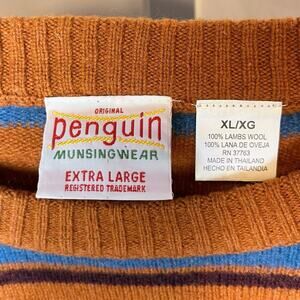 ORIGINAL
penguin
MUNSINGWEAR
EXTRA LARGE
REGISTERED TRADEMARK
XL/XG
100% LAMBS WOOL
100% LANA DE OVEJA
RN 37763
MADE IN THAILAND
HECHO EN TAILANDIA